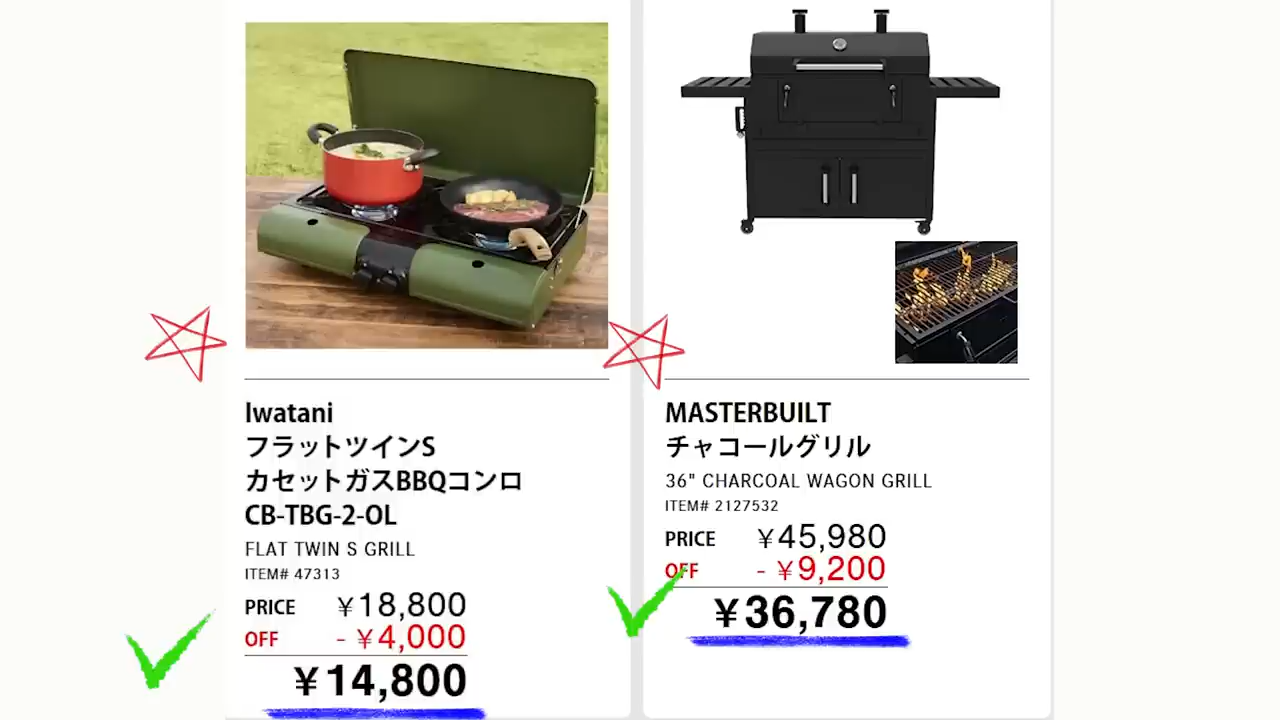 Iwatani
フラットツインS
カセットガスBBQコンロ
CB-TBG-2-OL
FLAT TWIN S GRILL
ITEM# 47313
PRICE ¥18,800
OFF - ¥4,000
¥14,800
MASTERBUILT
チャコールグリル
36" CHARCOAL WAGON GRILL
ITEM# 2127532
PRICE ¥45,980
OFF - ¥9,200
¥36,780